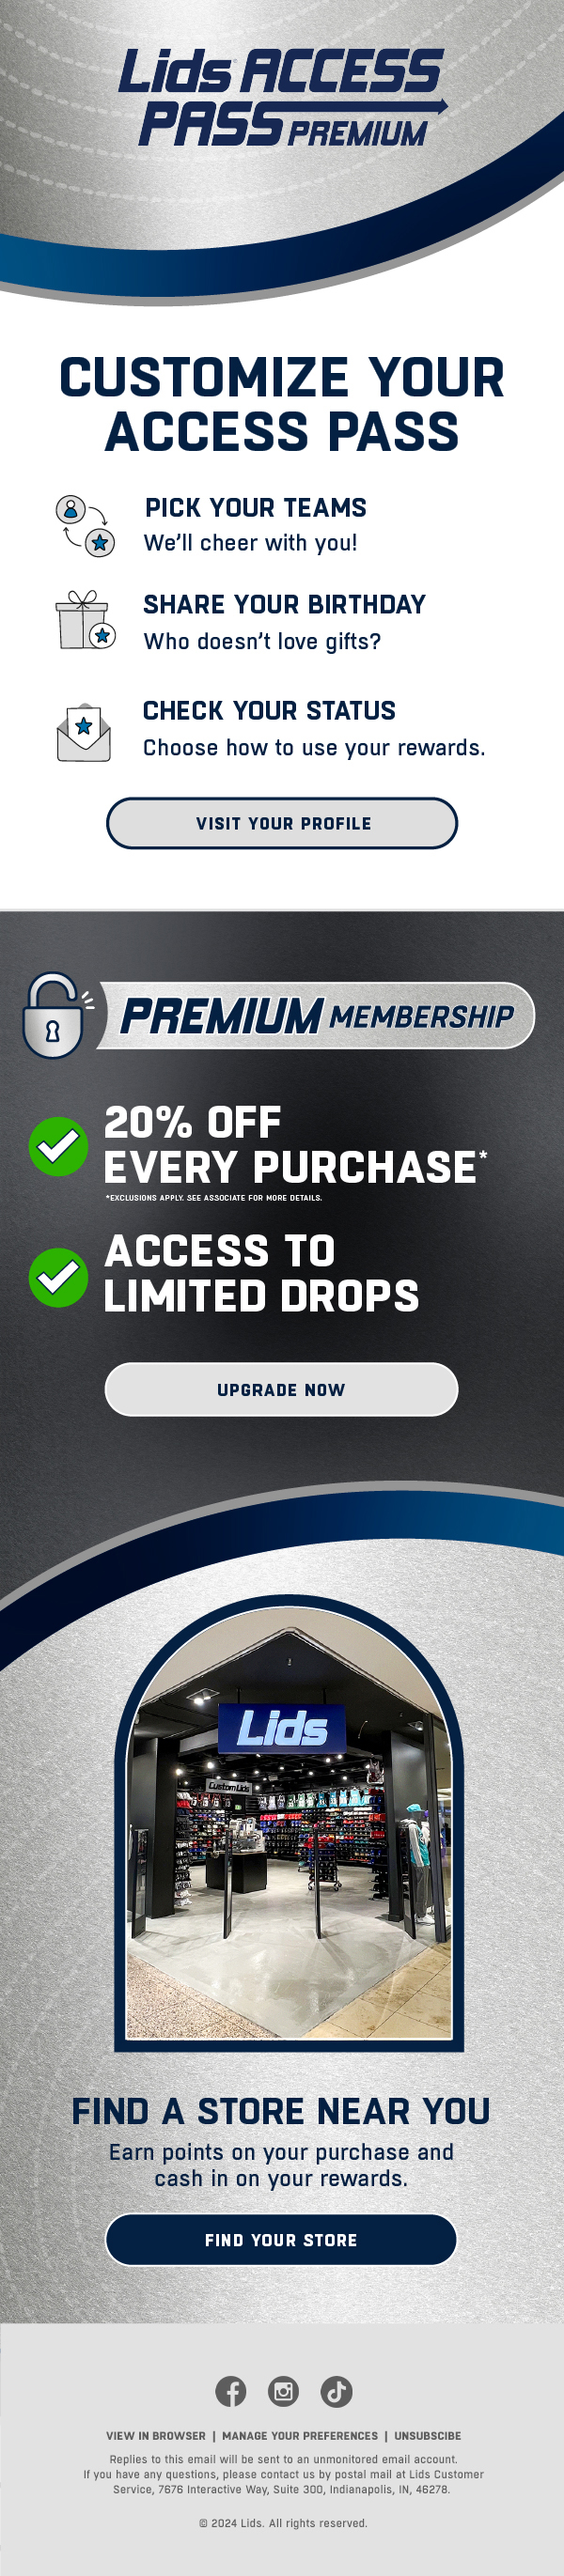 Lids ACCESS
PASS PREMIUM
CUSTOMIZE YOUR
ACCESS PASS
PICK YOUR TEAMS
We'll cheer with you!
SHARE YOUR BIRTHDAY
Who doesn't love gifts?
CHECK YOUR STATUS
Choose how to use your rewards.
VISIT YOUR PROFILE
PREMIUM MEMBERSHIP
20% OFF
EVERY PURCHASE*
*EXCLUSIONS APPLY. SEE ASSOCIATE FOR MORE DETAILS.
ACCESS TO
LIMITED DROPS
UPGRADE NOW
Lids
Custom Lids
FIND A STORE NEAR YOU
Earn points on your purchase and
cash in on your rewards.
FIND YOUR STORE
VIEW IN BROWSER | MANAGE YOUR PREFERENCES | UNSUBSCIBE
Replies to this email will be sent to an unmonitored email account.
If you have any questions, please contact us by postal mail at Lids Customer
Service, 7676 Interactive Way, Suite 300, Indianapolis, IN, 46278.
© 2024 Lids. All rights reserved.